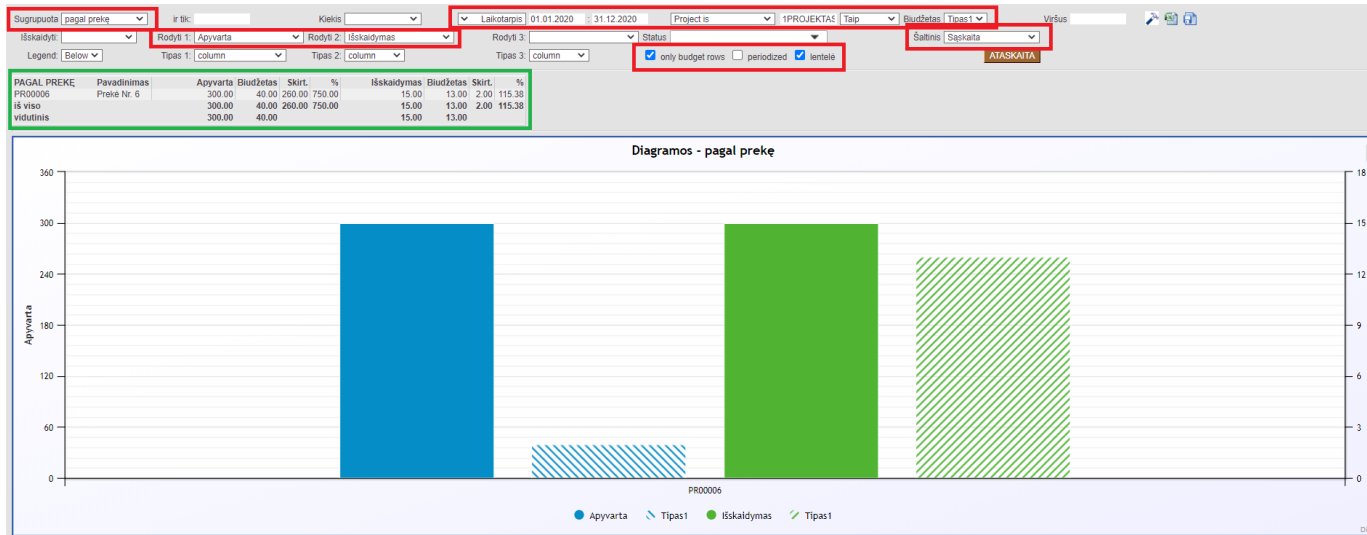 Sugrupuota pagal prekę ir tik: Kiekis Laikotarpis 01.01.2020 : 31.12.2020 Project is 1PROJEKTAS Taip Biudžetas Tipas1 Viršus
Išskaidyti: Rodyti 1: Apyvarta Rodyti 2: Išskaidymas Rodyti 3: Status Šaltinis Sąskaita
Legend: Below Tipas 1: column Tipas 2: column Tipas 3: column only budget rows periodized lentelė ATASKAITA
PAGAL PREKĘ Pavadinimas Apyvarta Biudžetas Skirt. % Išskaidymas Biudžetas Skirt. %
PR00006 Prekė Nr. 6 300.00 40.00 260.00 750.00 15.00 13.00 2.00 115.38
iš viso 300.00 40.00 260.00 750.00 15.00 13.00 2.00 115.38
vidutinis 300.00 40.00 15.00 13.00
Diagramos - pagal prekę
360 18
300 15
240 12
Apyvarta
180 9
120 6
60 3
0 0
PR00006
Apyvarta Tipas1 Išskaidymas Tipas1